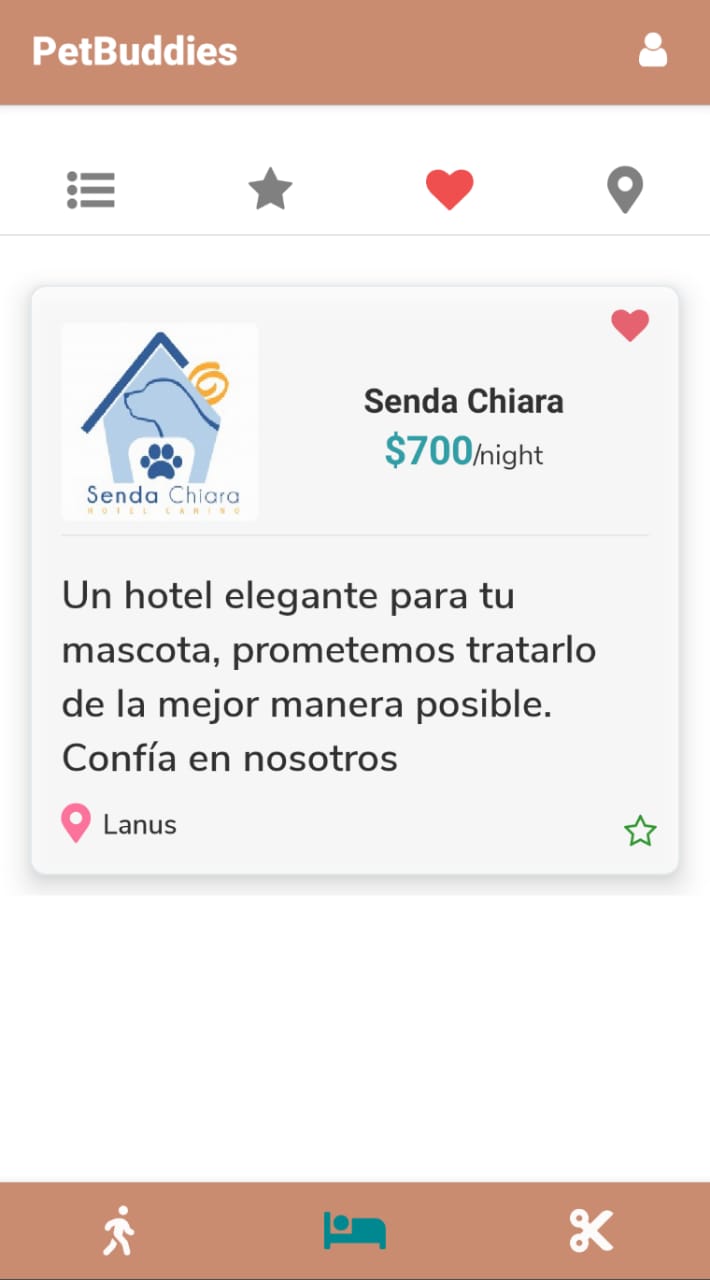 PetBuddies
Senda Chiara
HOTEL CANINO
Senda Chiara
$700/night
Un hotel elegante para tu
mascota, prometemos tratarlo
de la mejor manera posible.
Confía en nosotros
Lanus